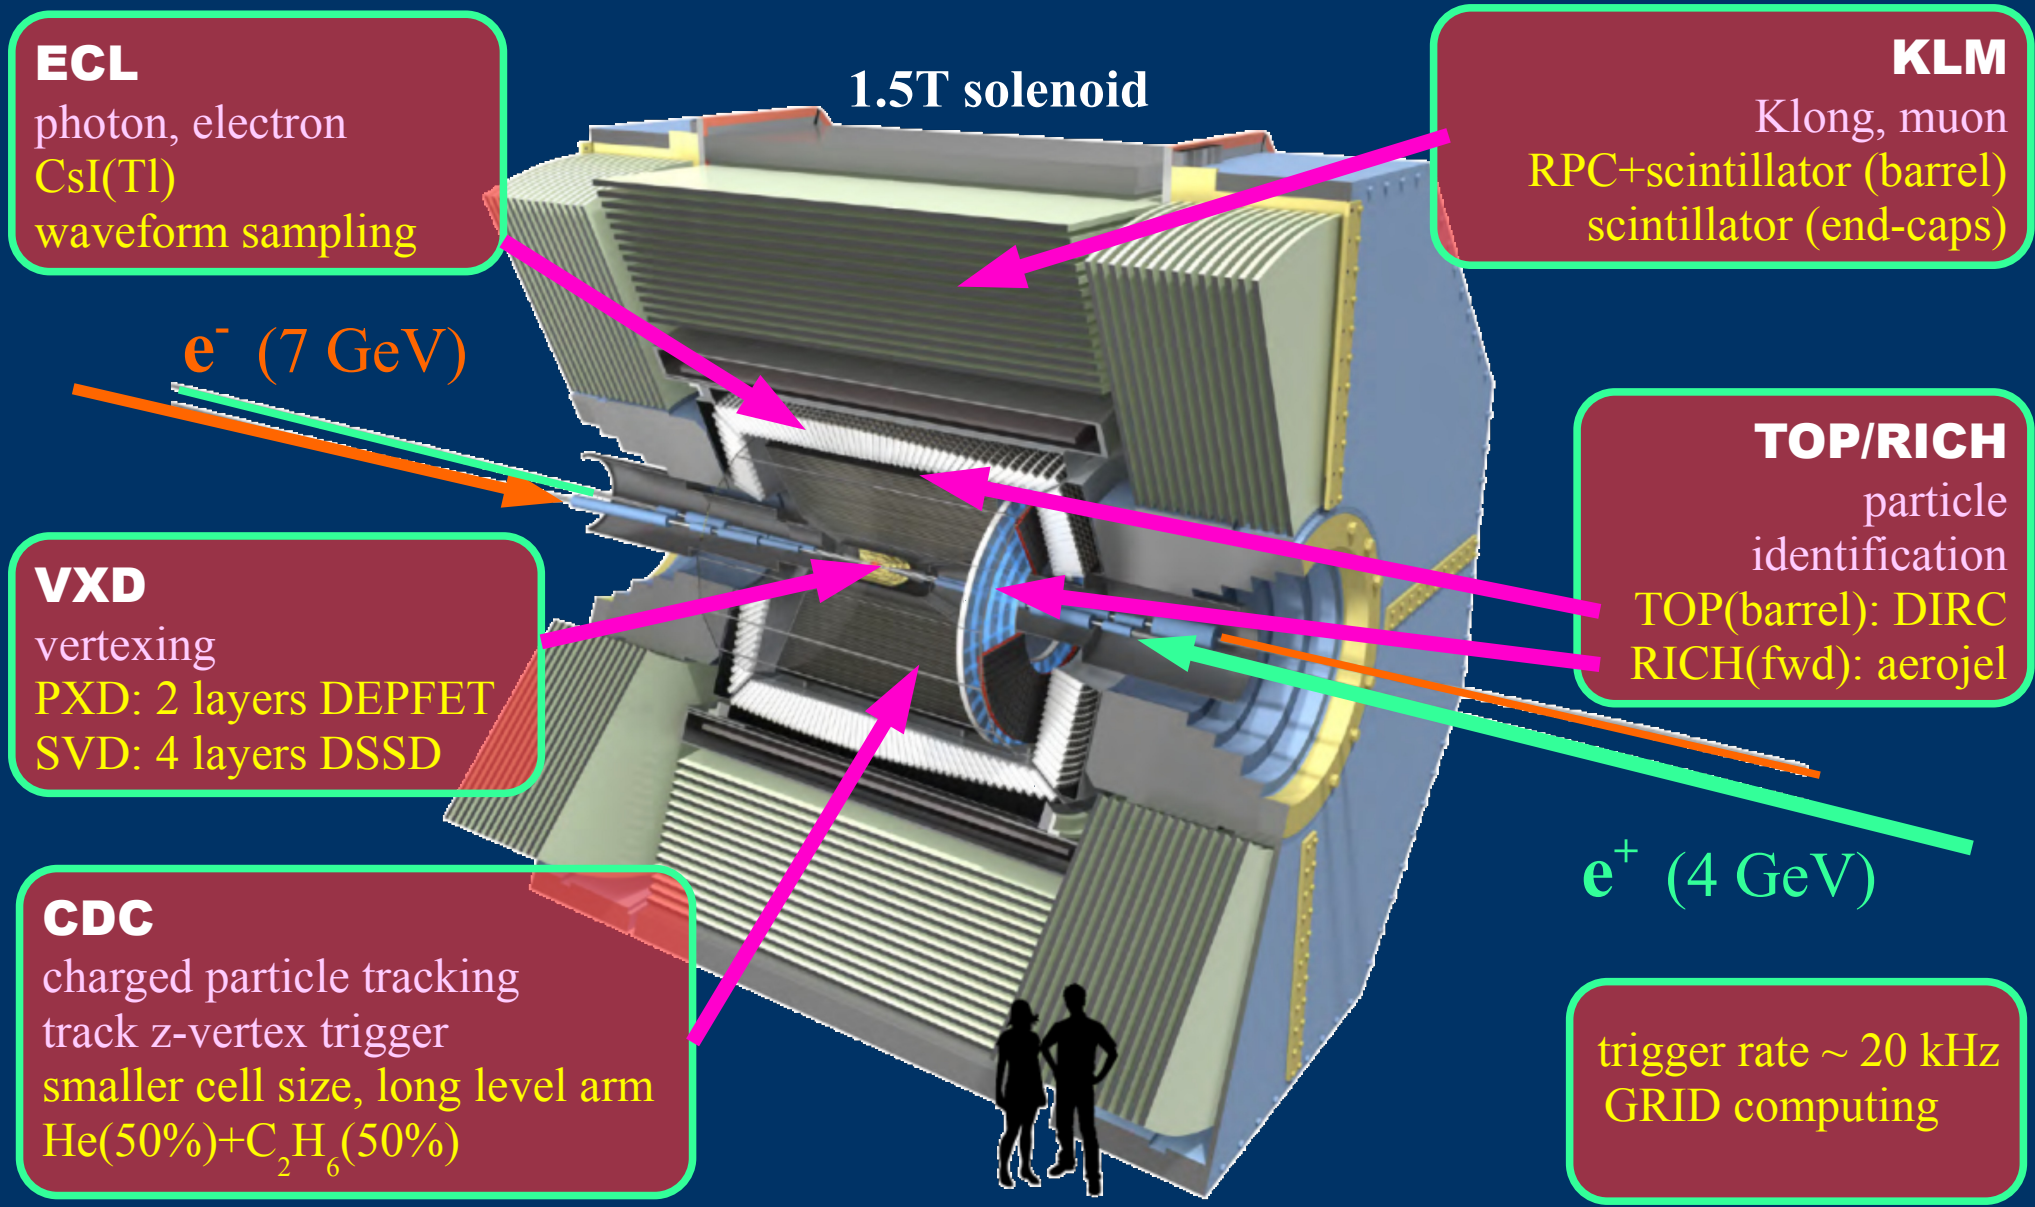 ECL
photon, electron
CsI(Tl)
waveform sampling
1.5T solenoid
KLM
Klong, muon
RPC+scintillator (barrel)
scintillator (end-caps)
e⁻ (7 GeV)
TOP/RICH
particle
identification
TOP(barrel): DIRC
RICH(fwd): aerojel
VXD
vertexing
PXD: 2 layers DEPFET
SVD: 4 layers DSSD
e⁺ (4 GeV)
CDC
charged particle tracking
track z-vertex trigger
smaller cell size, long level arm
He(50%)+C₂H₆(50%)
trigger rate ~ 20 kHz
GRID computing